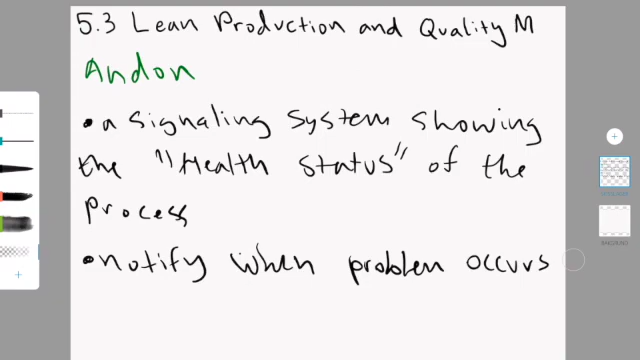 5.3 Lean Production and Quality M
Andon
•a signaling system showing
the "Health status" of the
process
•notify when problem occurs